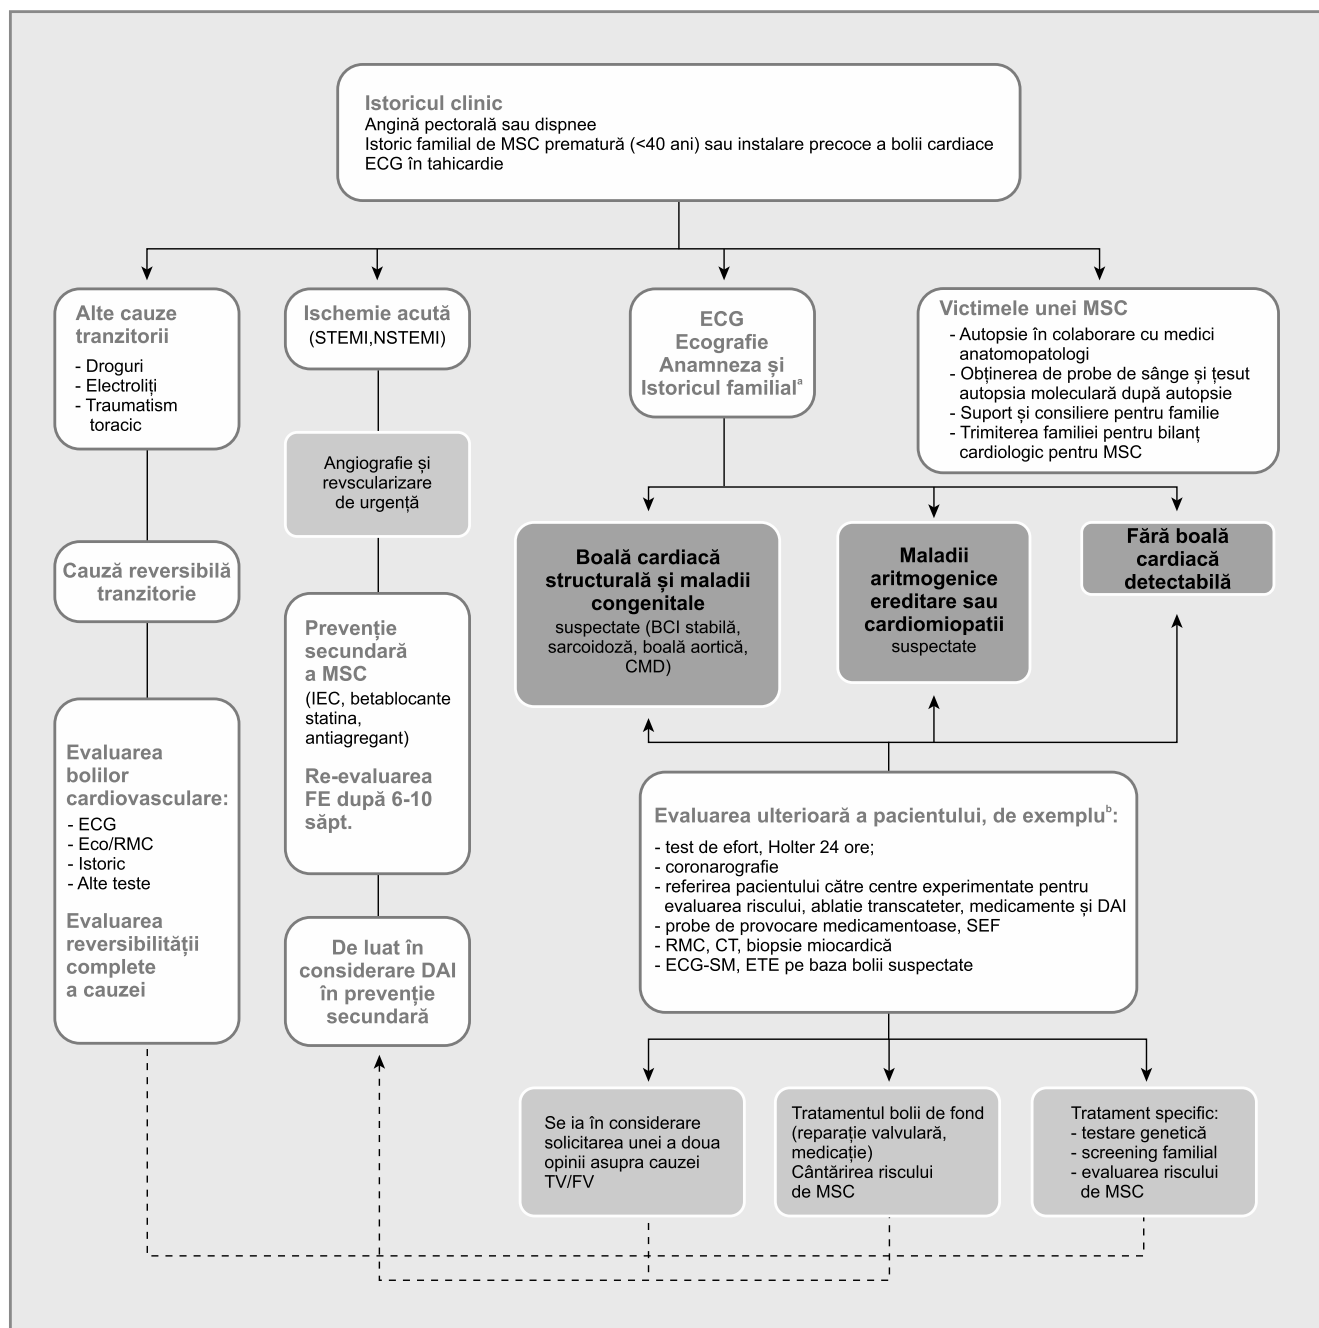 Istoricul clinic
Angină pectorală sau dispnee
Istoric familial de MSC prematură (<40 ani) sau instalare precoce a bolii cardiace
ECG în tahicardie
Alte cauze
tranzitorii
- Droguri
- Electroliți
- Traumatism
toracic
Cauză reversibilă
tranzitorie
Evaluarea
bolilor
cardiovasculare:
- ECG
- Eco/RMC
- Istoric
- Alte teste
Evaluarea
reversibilității
complete
a cauzei
Ischemie acută
(STEMI,NSTEMI)
Angiografie și
revscularizare
de urgență
Prevenție
secundară
a MSC
(IEC, betablocante
statina,
antiagregant)
Re-evaluarea
FE după 6-10
săpt.
De luat în
considerare DAI
în prevenție
secundară
ECG
Ecografie
Anamneza și
Istoricul familialᵃ
Victimele unei MSC
- Autopsie în colaborare cu medici
anatomopatologi
- Obținerea de probe de sânge și țesut
autopsia moleculară după autopsie
- Suport și consiliere pentru familie
- Trimiterea familiei pentru bilanț
cardiologic pentru MSC
Boală cardiacă
structurală și maladii
congenitale
suspectate (BCI stabilă,
sarcoidoză, boală aortică,
CMD)
Maladii
aritmogenice
ereditare sau
cardiomiopatii
suspectate
Fără boală
cardiacă
detectabilă
Evaluarea ulterioară a pacientului, de exempluᵇ:
- test de efort, Holter 24 ore;
- coronarografie
- referirea pacientului către centre experimentate pentru
evaluarea riscului, ablatie transcateter, medicamente și DAI
- probe de provocare medicamentoase, SEF
- RMC, CT, biopsie miocardică
- ECG-SM, ETE pe baza bolii suspectate
Se ia în considerare
solicitarea unei a doua
opinii asupra cauzei
TV/FV
Tratamentul bolii de fond
(reparație valvulară,
medicație)
Cântărirea riscului
de MSC
Tratament specific:
- testare genetică
- screening familial
- evaluarea riscului
de MSC